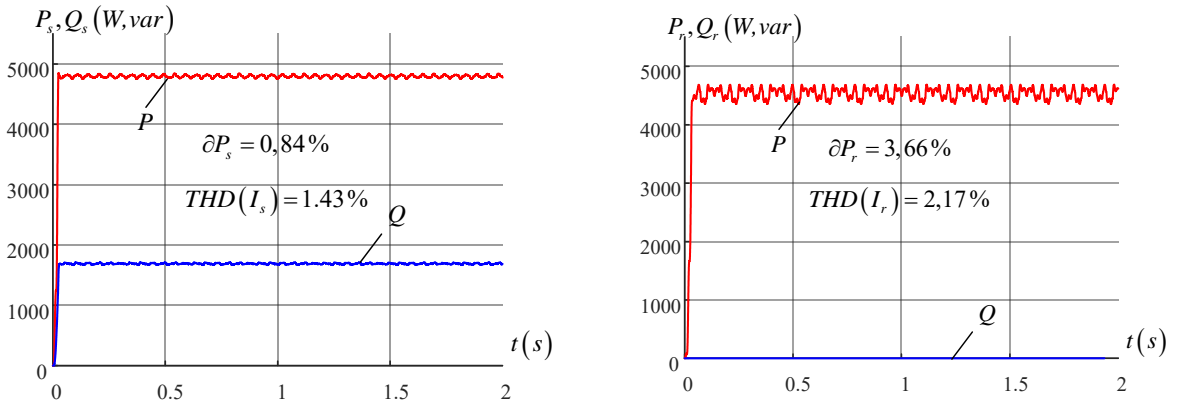 P_s, Q_s (W,var)
5000
4000
3000
2000
1000
0
P
∂P_s = 0,84%
THD(I_s) = 1.43%
Q
t(s)
0 0.5 1 1.5 2
P_r, Q_r (W,var)
5000
4000
3000
2000
1000
0
P
∂P_r = 3,66%
THD(I_r) = 2,17%
Q
t(s)
0 0.5 1 1.5 2